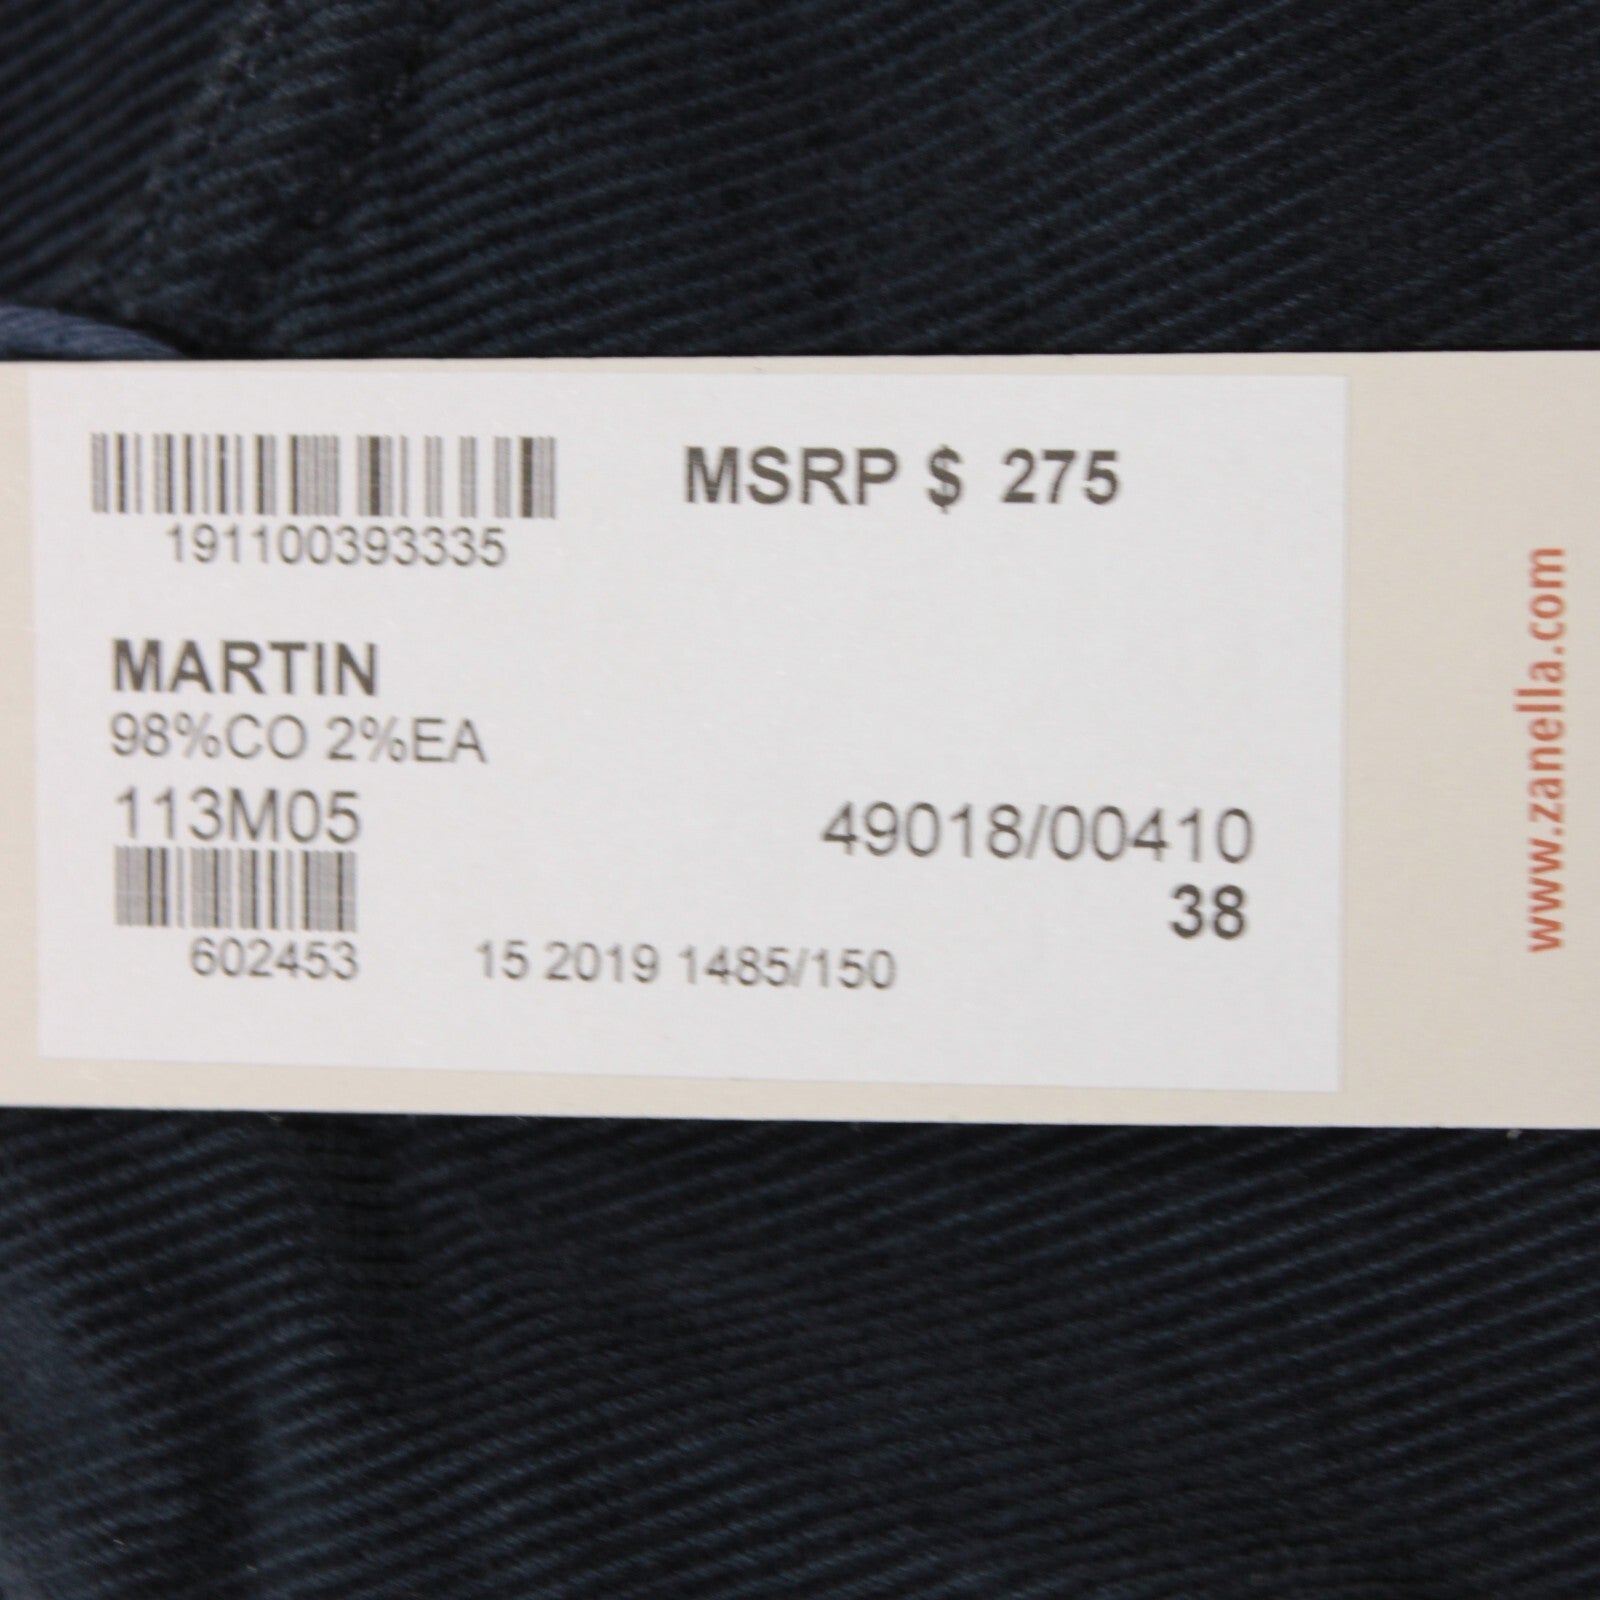 MSRP $ 275
191100393335
MARTIN
98%CO 2%EA
113M05
49018/00410
38
602453
15 2019 1485/150
www.zanella.com